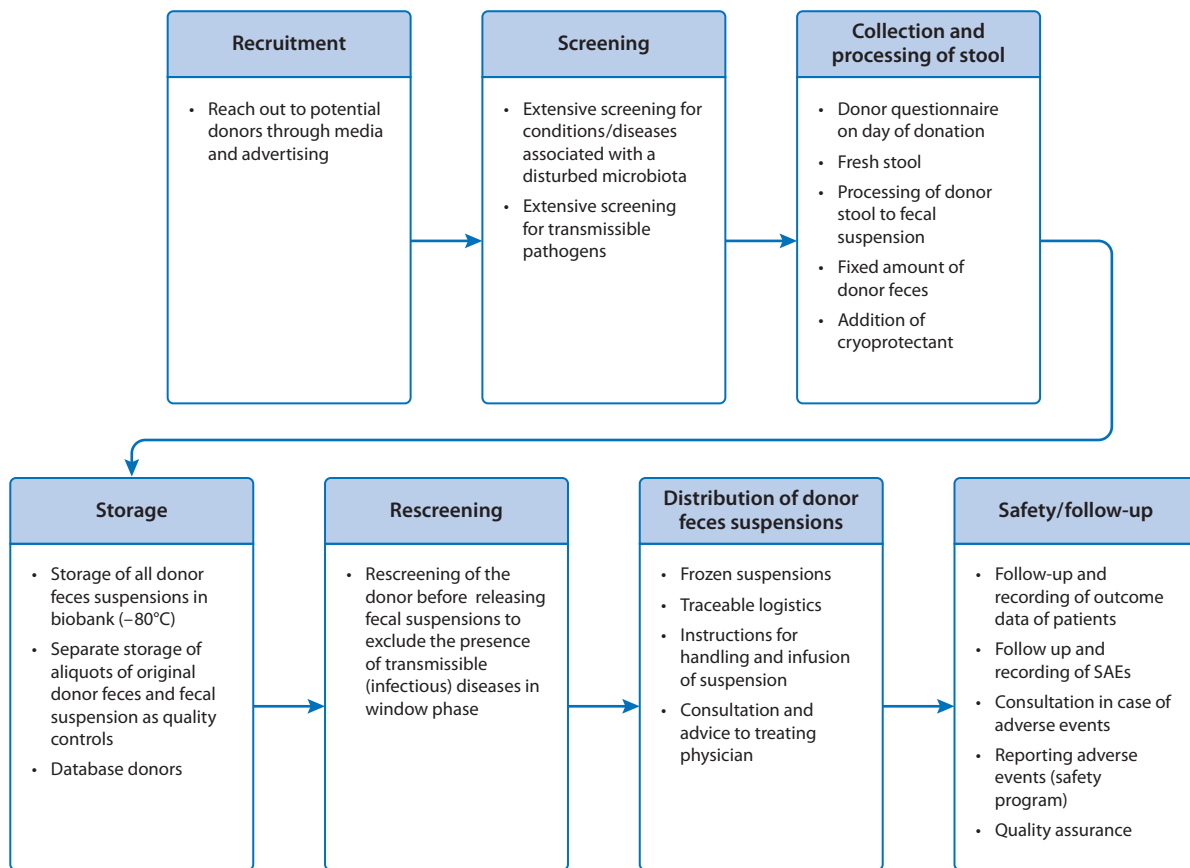 Recruitment
• Reach out to potential
donors through media
and advertising
Screening
• Extensive screening for
conditions/diseases
associated with a
disturbed microbiota
• Extensive screening
for transmissible
pathogens
Collection and
processing of stool
• Donor questionnaire
on day of donation
• Fresh stool
• Processing of donor
stool to fecal
suspension
• Fixed amount of
donor feces
• Addition of
cryoprotectant
Storage
• Storage of all donor
feces suspensions in
biobank (–80°C)
• Separate storage of
aliquots of original
donor feces and fecal
suspension as quality
controls
• Database donors
Rescreening
• Rescreening of the
donor before releasing
fecal suspensions to
exclude the presence
of transmissible
(infectious) diseases in
window phase
Distribution of donor
feces suspensions
• Frozen suspensions
• Traceable logistics
• Instructions for
handling and infusion
of suspension
• Consultation and
advice to treating
physician
Safety/follow-up
• Follow-up and
recording of outcome
data of patients
• Follow up and
recording of SAEs
• Consultation in case of
adverse events
• Reporting adverse
events (safety
program)
• Quality assurance